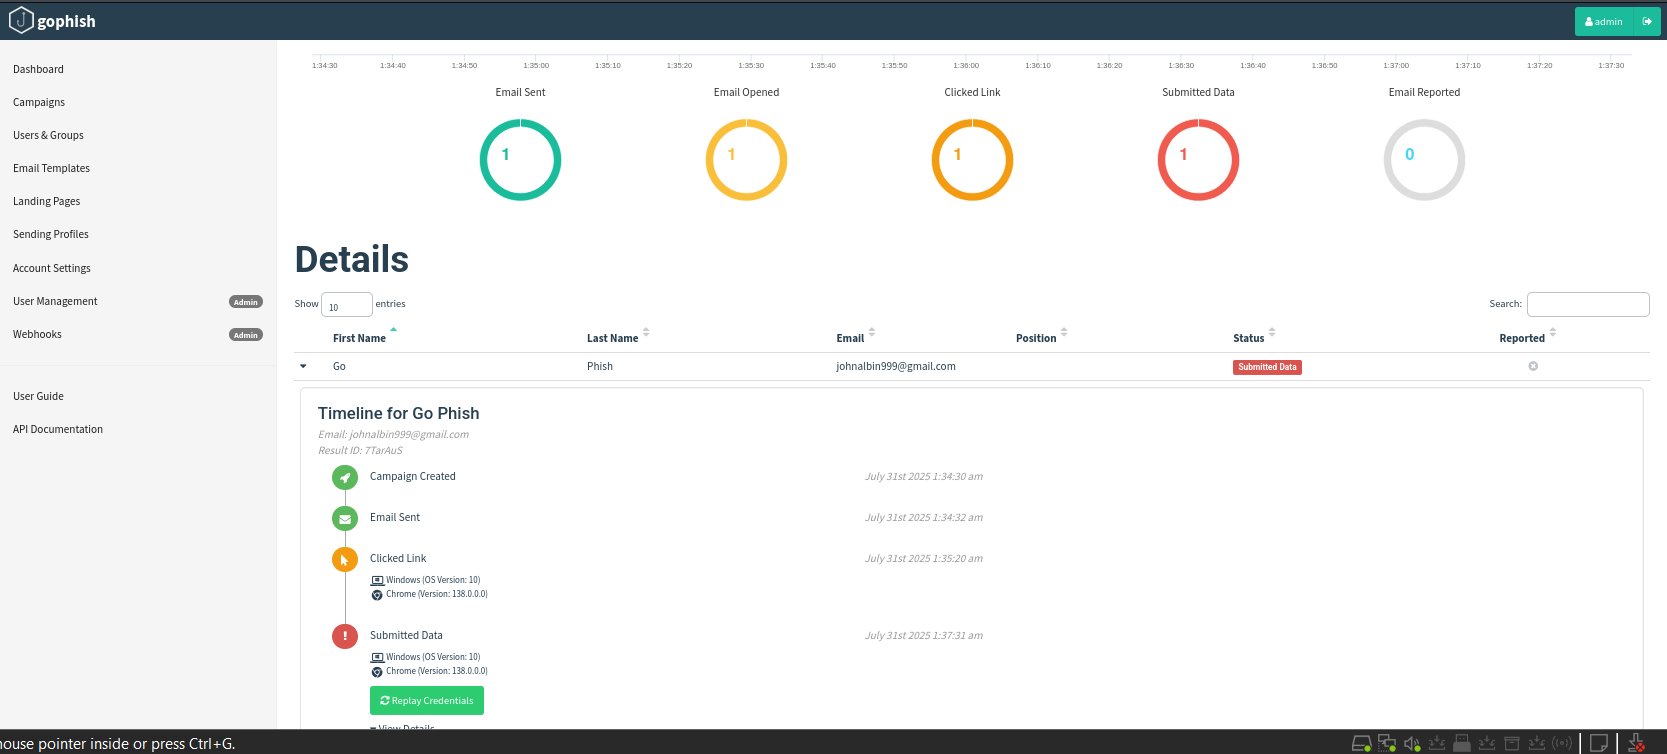 gophish
admin
Dashboard
Campaigns
Users & Groups
Email Templates
Landing Pages
Sending Profiles
Account Settings
User Management Admin
Webhooks Admin
User Guide
API Documentation
1:34:30 1:34:40 1:34:50 1:35:00 1:35:10 1:35:20 1:35:30 1:35:40 1:35:50 1:36:00 1:36:10 1:36:20 1:36:30 1:36:40 1:36:50 1:37:00 1:37:10 1:37:20 1:37:30
Email Sent Email Opened Clicked Link Submitted Data Email Reported
1 1 1 1 0
Details
Show 10 entries Search:
First Name Last Name Email Position Status Reported
Go Phish johnalbin999@gmail.com Submitted Data
Timeline for Go Phish
Email: johnalbin999@gmail.com
Result ID: 7TarAuS
Campaign Created July 31st 2025 1:34:30 am
Email Sent July 31st 2025 1:34:32 am
Clicked Link July 31st 2025 1:35:20 am
Windows (OS Version: 10)
Chrome (Version: 138.0.0.0)
Submitted Data July 31st 2025 1:37:31 am
Windows (OS Version: 10)
Chrome (Version: 138.0.0.0)
Replay Credentials
View Details
mouse pointer inside or press Ctrl+G.